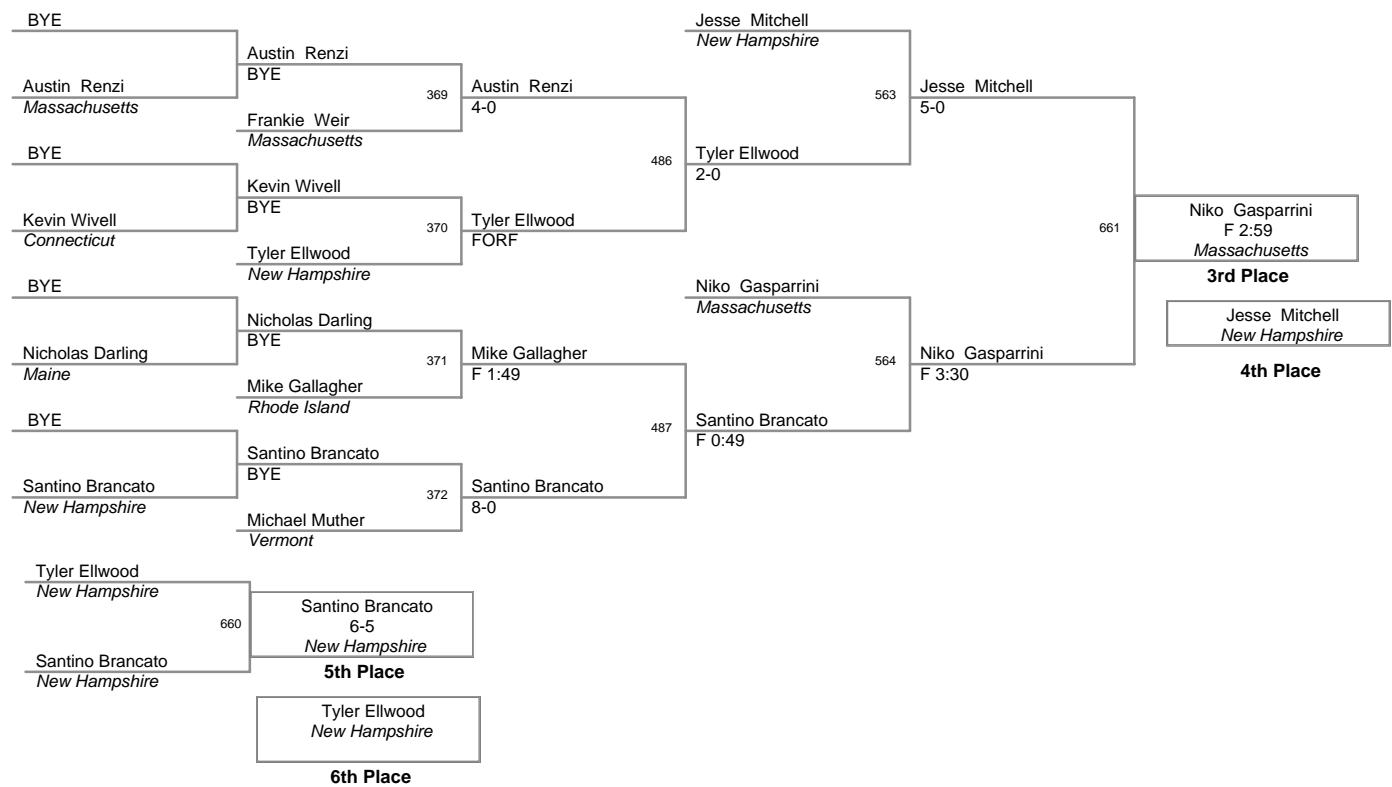 BYE
Austin Renzi
Massachusetts
BYE
Kevin Wivell
Connecticut
BYE
Nicholas Darling
Maine
BYE
Santino Brancato
New Hampshire
Austin Renzi
BYE
369
Frankie Weir
Massachusetts
Kevin Wivell
BYE
370
Tyler Ellwood
New Hampshire
Nicholas Darling
BYE
371
Mike Gallagher
Rhode Island
Santino Brancato
BYE
372
Michael Muther
Vermont
Austin Renzi
4-0
486
Tyler Ellwood
FORF
Mike Gallagher
F 1:49
487
Santino Brancato
8-0
Jesse Mitchell
New Hampshire
563
Tyler Ellwood
2-0
Niko Gasparrini
Massachusetts
564
Santino Brancato
F 0:49
Jesse Mitchell
5-0
661
Niko Gasparrini
F 3:30
Niko Gasparrini
F 2:59
Massachusetts
3rd Place
Jesse Mitchell
New Hampshire
4th Place
Tyler Ellwood
New Hampshire
660
Santino Brancato
New Hampshire
Santino Brancato
6-5
New Hampshire
5th Place
Tyler Ellwood
New Hampshire
6th Place